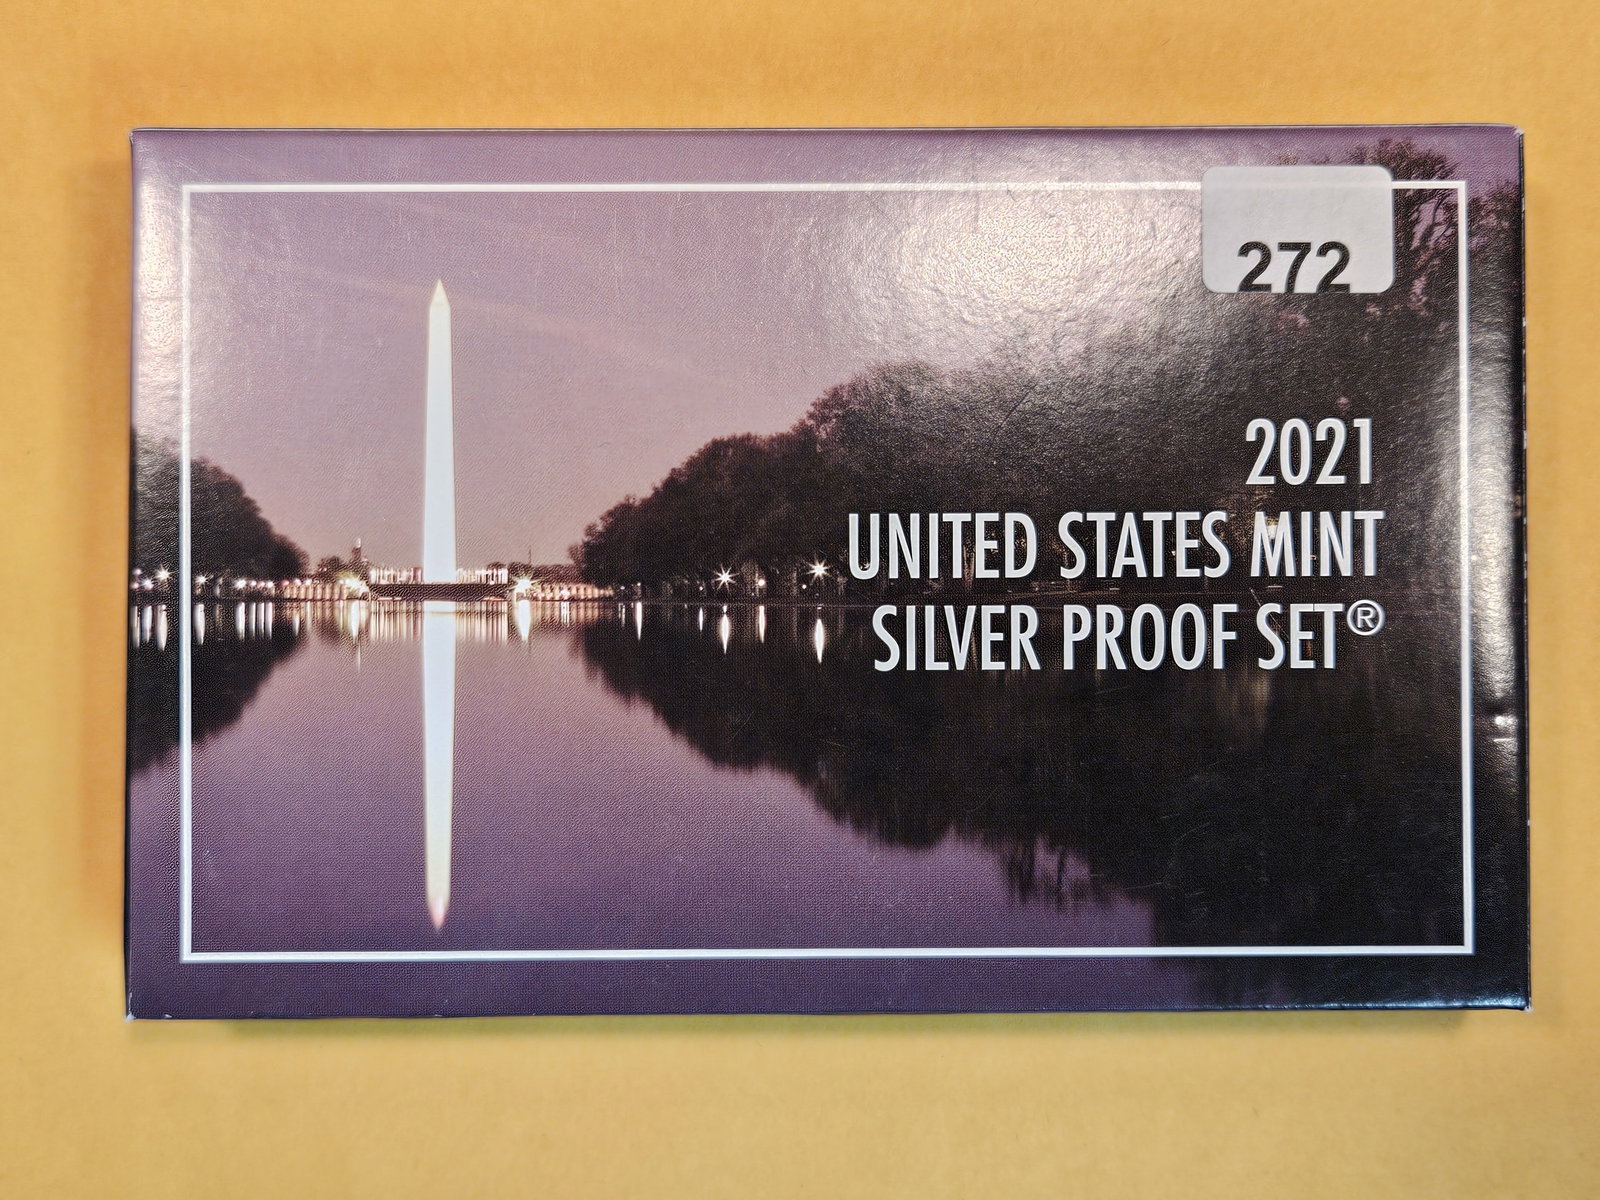 272
2021
UNITED STATES MINT
SILVER PROOF SET®